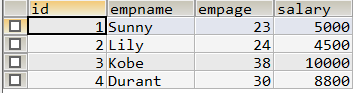 id empname empage salary
1 Sunny 23 5000
2 Lily 24 4500
3 Kobe 38 10000
4 Durant 30 8800